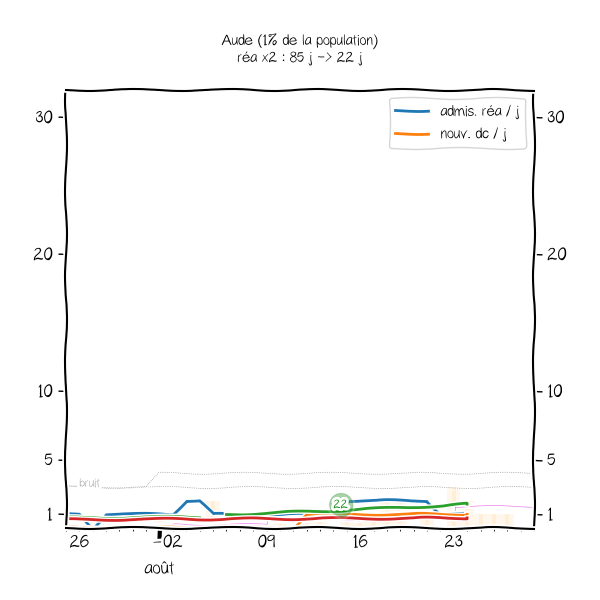 Aude (1% de la population)
réa x2 : 85 j -> 22 j
admis. réa / j
nouv. dc / j
30
30
20
20
10
10
5
5
bruit
22
1
1
26
02
09
16
23
août